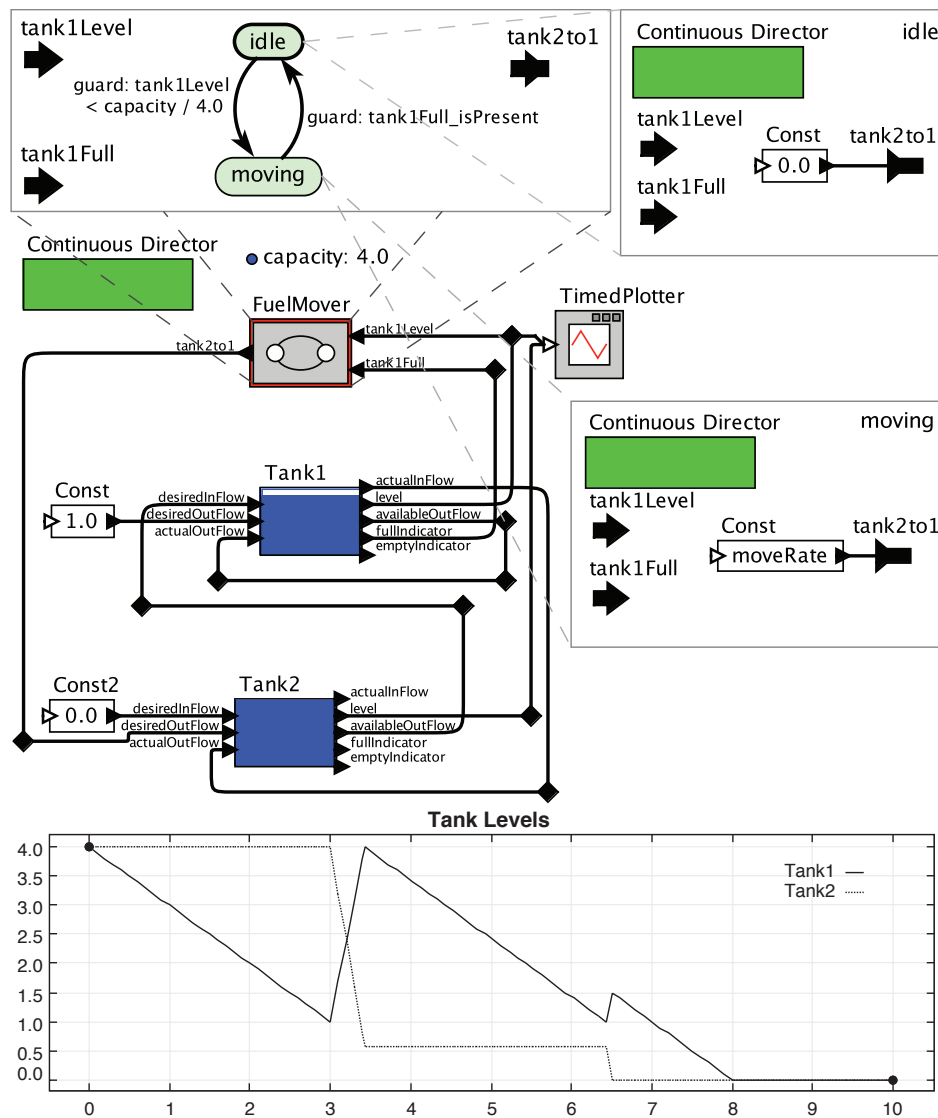 tank1Level
idle
tank2to1
guard: tank1Level
< capacity / 4.0
guard: tank1Full_isPresent
tank1Full
moving
Continuous Director
idle
tank1Level
Const
0.0
tank2to1
tank1Full
Continuous Director
capacity: 4.0
FuelMover
tank2to1
tank1Level
tank1Full
TimedPlotter
Continuous Director
moving
tank1Level
Const
moveRate
tank2to1
tank1Full
Const
1.0
Tank1
desiredInFlow
desiredOutFlow
actualOutFlow
actualInFlow
level
availableOutFlow
fullIndicator
emptyIndicator
Const2
0.0
Tank2
desiredInFlow
desiredOutFlow
actualOutFlow
actualInFlow
level
availableOutFlow
fullIndicator
emptyIndicator
Tank Levels
4.0
3.5
3.0
2.5
2.0
1.5
1.0
0.5
0.0
Tank1
Tank2
0 1 2 3 4 5 6 7 8 9 10